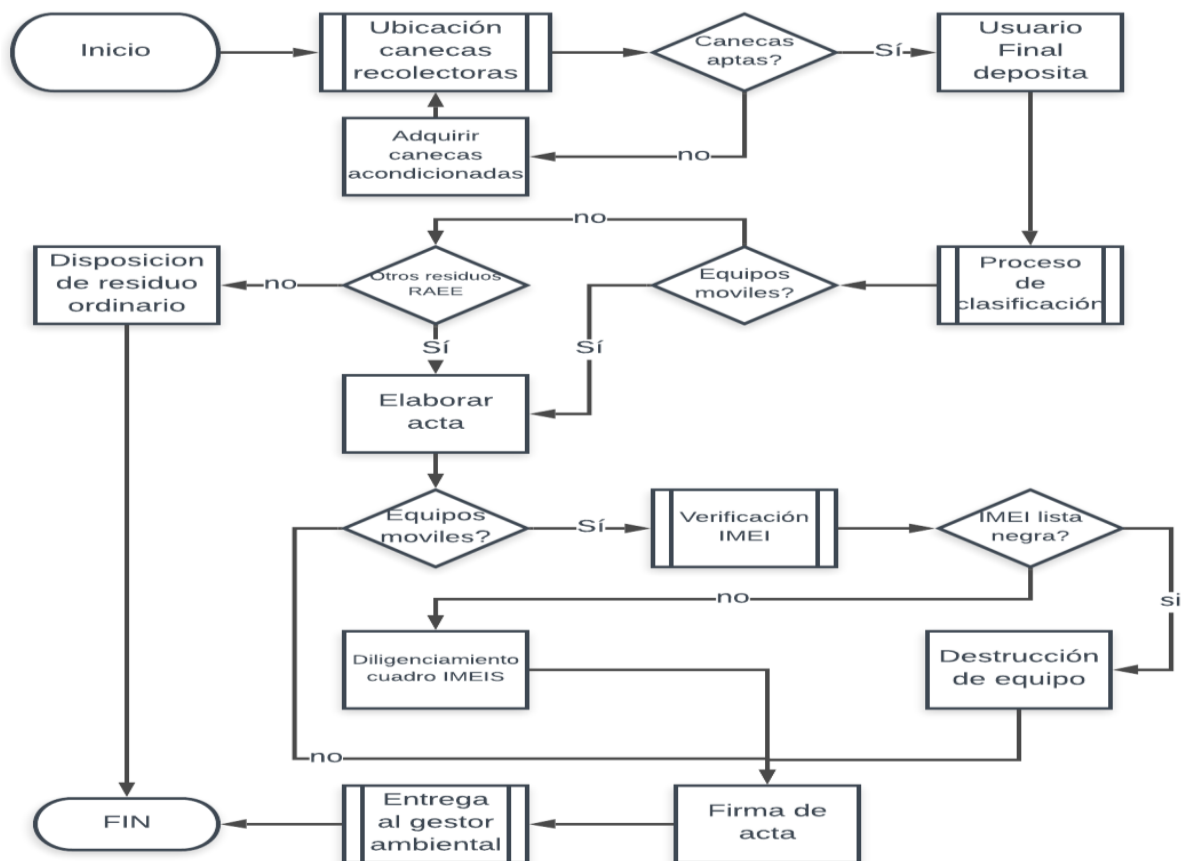 Inicio
Ubicación
canecas
recolectoras
Canecas
aptas?
Sí
Usuario
Final
deposita
Adquirir
canecas
acondicionadas
no
no
Disposicion
de residuo
ordinario
no
Otros residuos
RAEE
Equipos
moviles?
Proceso
de
clasificación
Sí
Sí
Elaborar
acta
Equipos
moviles?
Sí
Verificación
IMEI
IMEI lista
negra?
no
si
Diligenciamiento
cuadro IMEIS
Destrucción
de equipo
no
FIN
Entrega
al gestor
ambiental
Firma de
acta